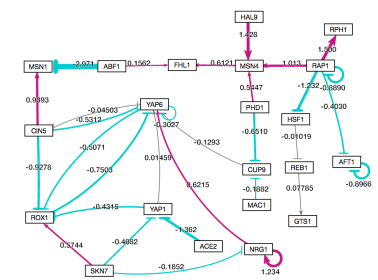 HAL9
RPH1
1.428
1.500
MSN1
-2.071
ABF1
0.1562
FHL1
0.6121
MSN4
1.013
RAP1
-1.232
-0.8890
0.9393
-0.04503
YAP6
0.5447
PHD1
-0.4030
CIN5
-0.5312
-0.3027
HSF1
-0.6510
-0.01019
-0.1293
-0.5071
0.01459
AFT1
-0.9278
-0.7503
CUP9
REB1
-0.8966
-0.1882
0.07785
0.6215
MAC1
-0.4315
YAP1
ROX1
GTS1
-1.362
0.5744
-0.4882
ACE2
NRG1
SKN7
-0.1852
1.234